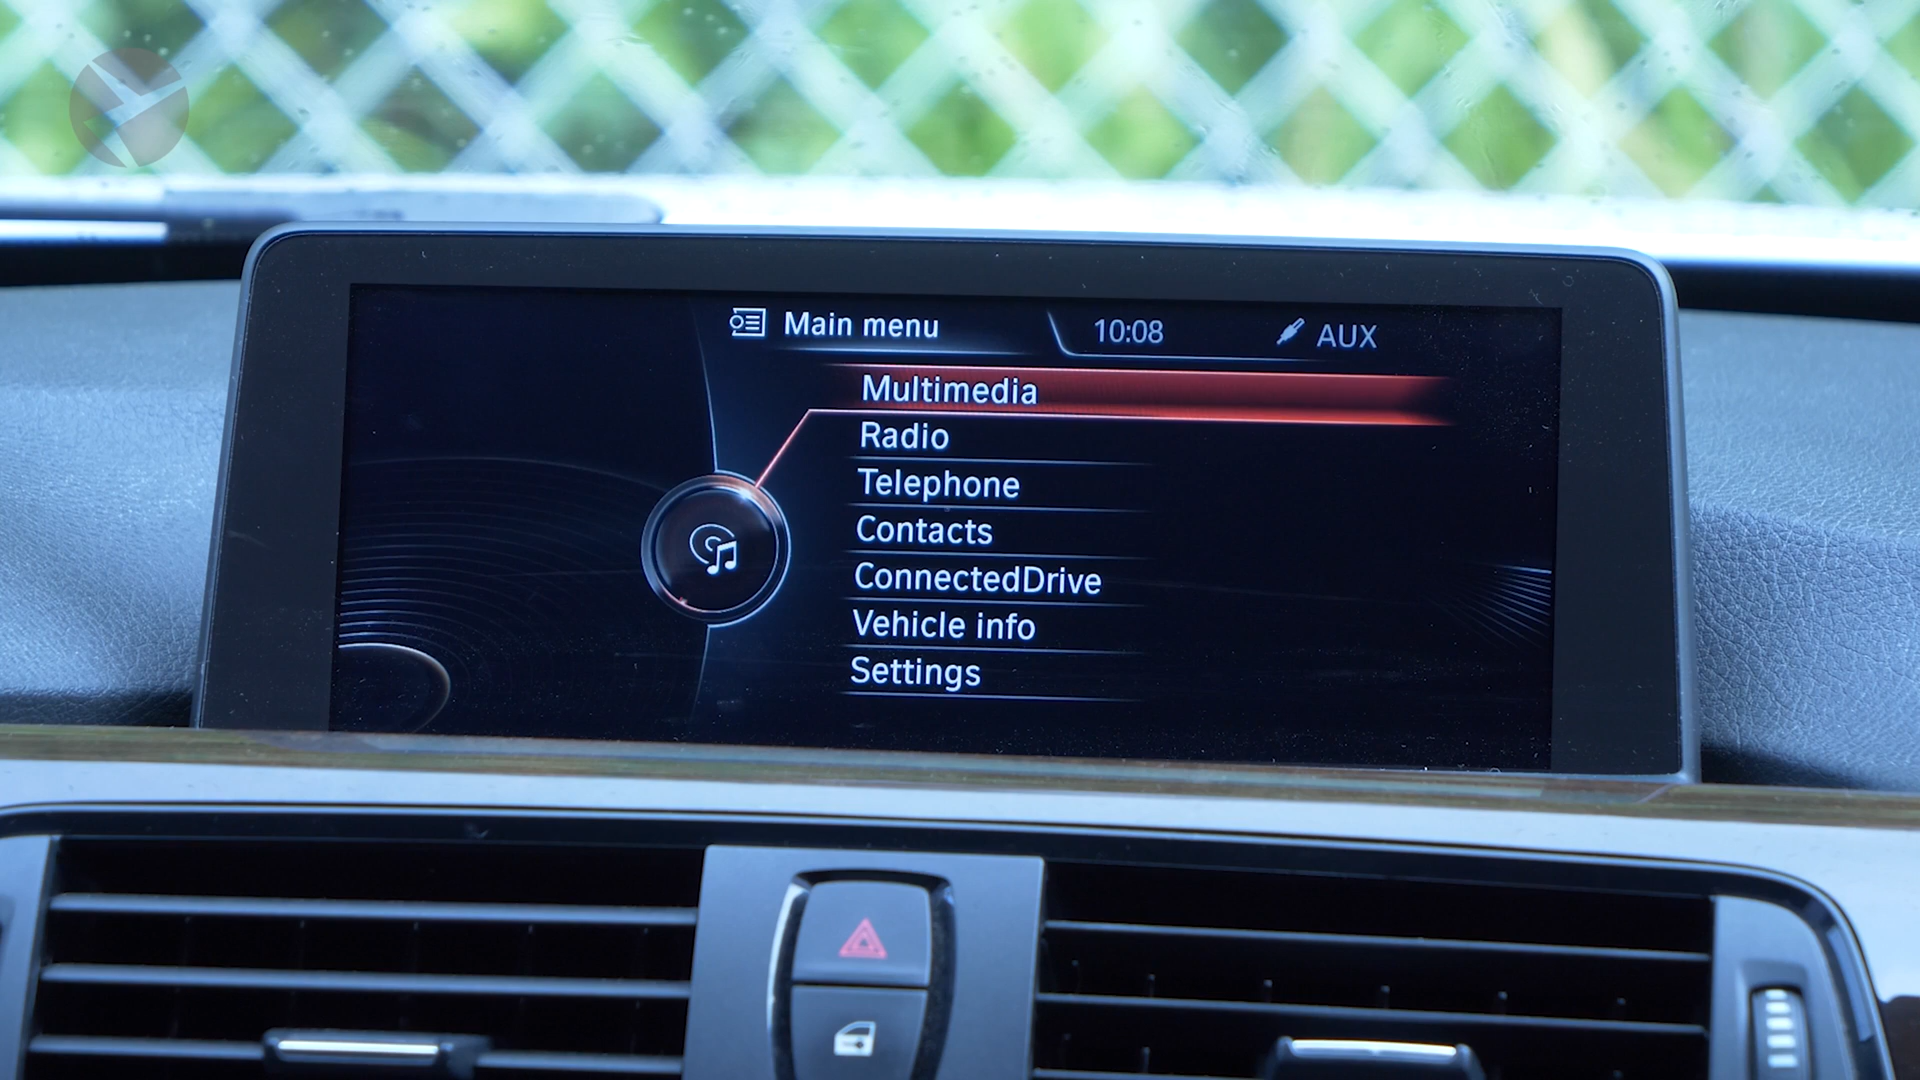 Main menu
10:08
AUX
Multimedia
Radio
Telephone
Contacts
ConnectedDrive
Vehicle info
Settings